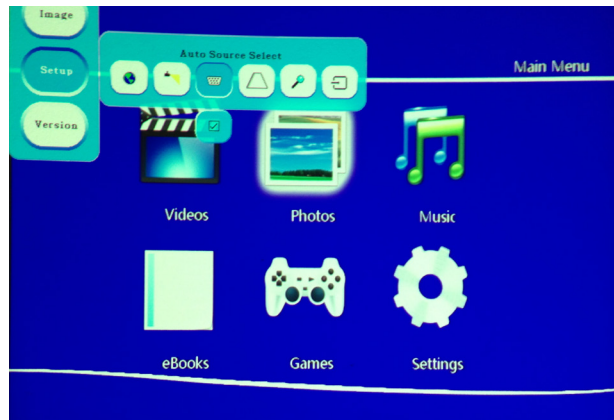 Image
Auto Source Select
Setup
Main Menu
Version
Videos
Photos
Music
eBooks
Games
Settings